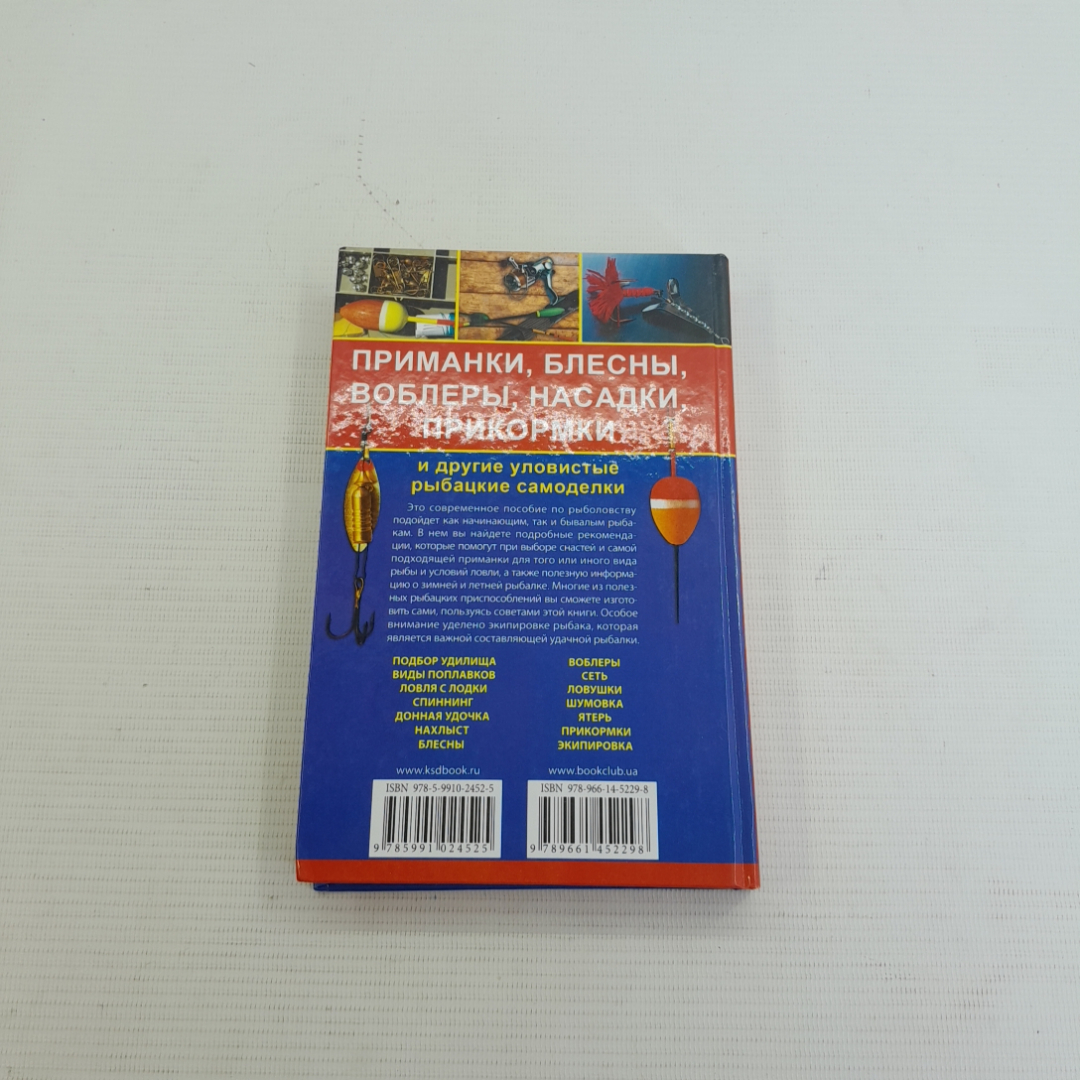 ПРИМАНКИ, БЛЕСНЫ,
ВОБЛЕРЫ, НАСАДКИ,
ПРИКОРМКИ
и другие уловистые
рыбацкие самоделки
Это современное пособие по рыболовству
подойдет как начинающим, так и бывалым рыба-
кам. В нем вы найдете подробные рекоменда-
ции, которые помогут при выборе снастей и самой
подходящей приманки для того или иного вида
рыбы и условий ловли, а также полезную информа-
цию о зимней и летней рыбалке. Многие из полез-
ных рыбацких приспособлений вы сможете изгото-
вить сами, пользуясь советами этой книги. Особое
внимание уделено экипировке рыбака, которая
является важной составляющей удачной рыбалки.
ПОДБОР УДИЛИЩА
ВИДЫ ПОПЛАВКОВ
ЛОВЛЯ С ЛОДКИ
СПИННИНГ
ДОННАЯ УДОЧКА
НАХЛЫСТ
БЛЕСНЫ
ВОБЛЕРЫ
СЕТЬ
ЛОВУШКИ
ШУМОВКА
ЯТЕРЬ
ПРИКОРМКИ
ЭКИПИРОВКА
www.ksdbook.ru
www.bookclub.ua
ISBN 978-5-9910-2452-5
9 785991 024525
ISBN 978-966-14-5229-8
9 789661 452298